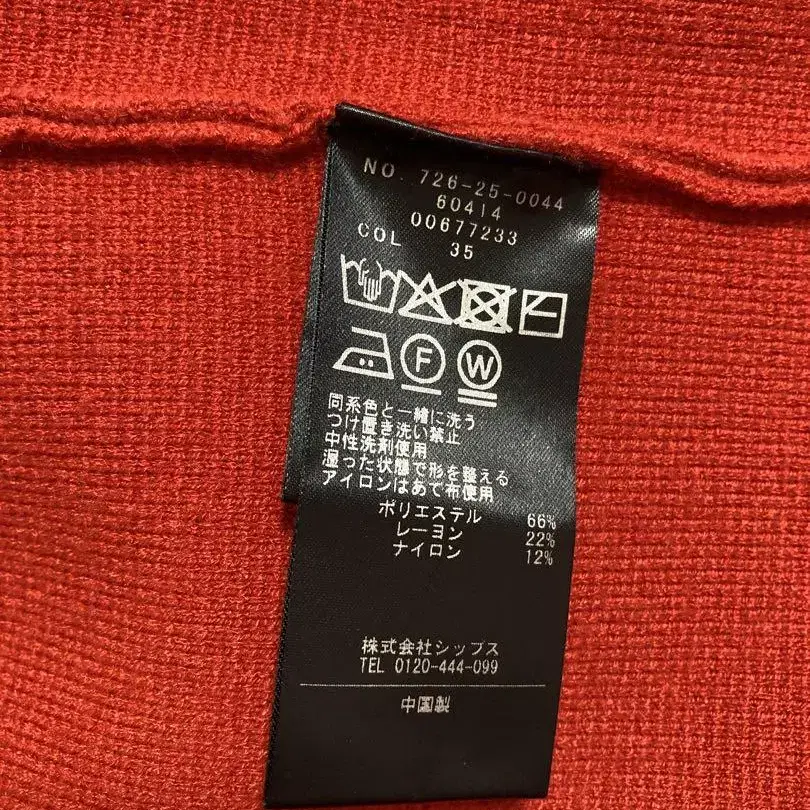 NO. 726-25-0044
60414
00677233
COL 35
F W
同系色と一緒に洗う
つけ置き洗い禁止
中性洗剤使用
湿った状態で形を整える
アイロンはあて布使用
ポリエステル 66%
レーヨン 22%
ナイロン 12%
株式会社シップス
TEL 0120-444-099
中国製